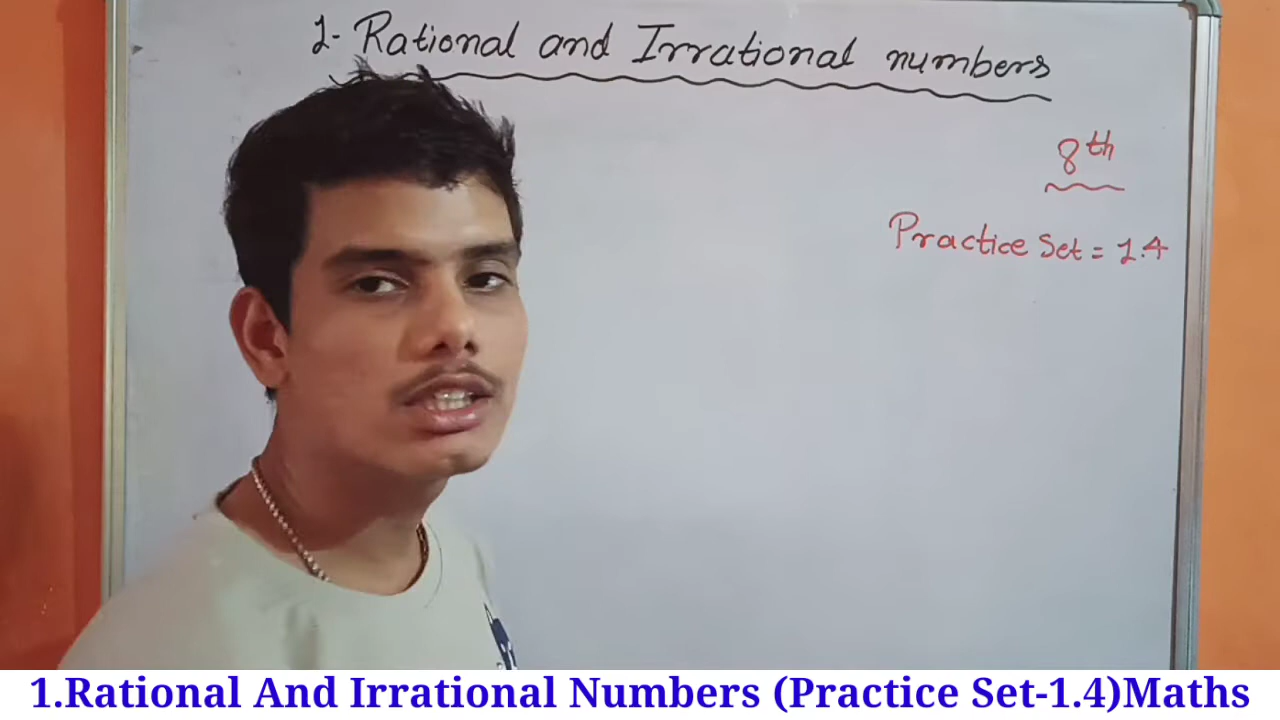 1- Rational and Irrational numbers
8th
Practice Set = 1.4
1.Rational And Irrational Numbers (Practice Set-1.4)Maths